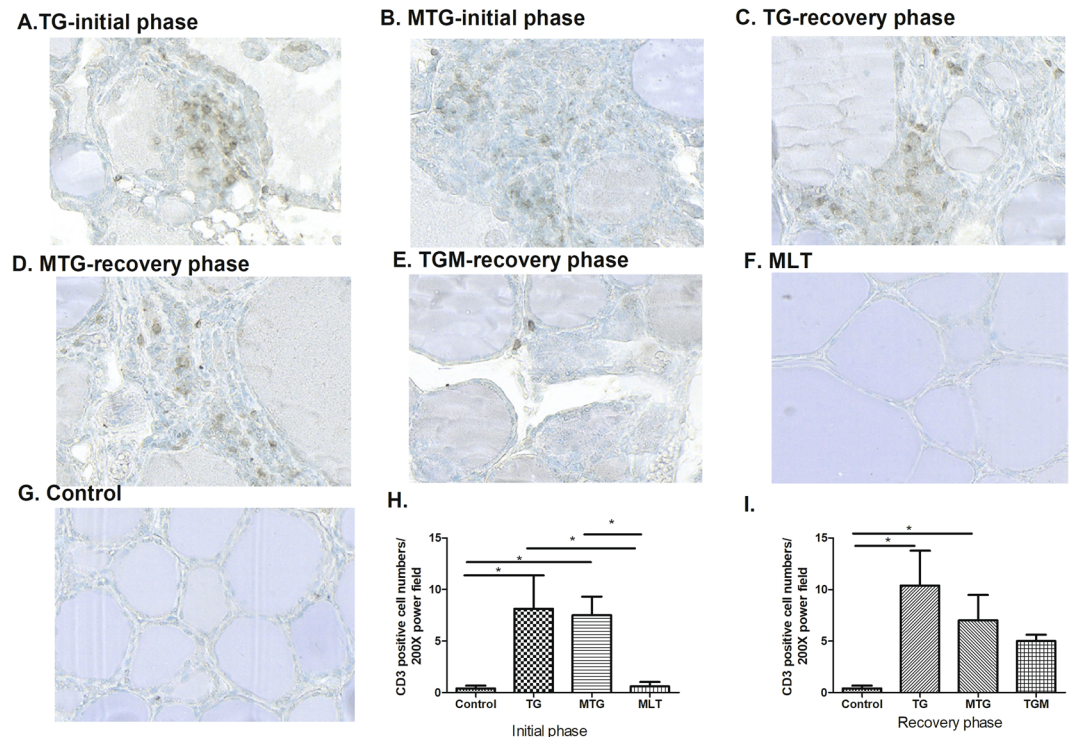 A.TG-initial phase
B. MTG-initial phase
C. TG-recovery phase
D. MTG-recovery phase
E. TGM-recovery phase
F. MLT
G. Control
H.
CD3 positive cell numbers/
200X power field
15
10
5
0
*
*
*
*
Control TG MTG MLT
Initial phase
I.
CD3 positive cell numbers/
200X power field
15
10
5
0
*
*
Control TG MTG TGM
Recovery phase